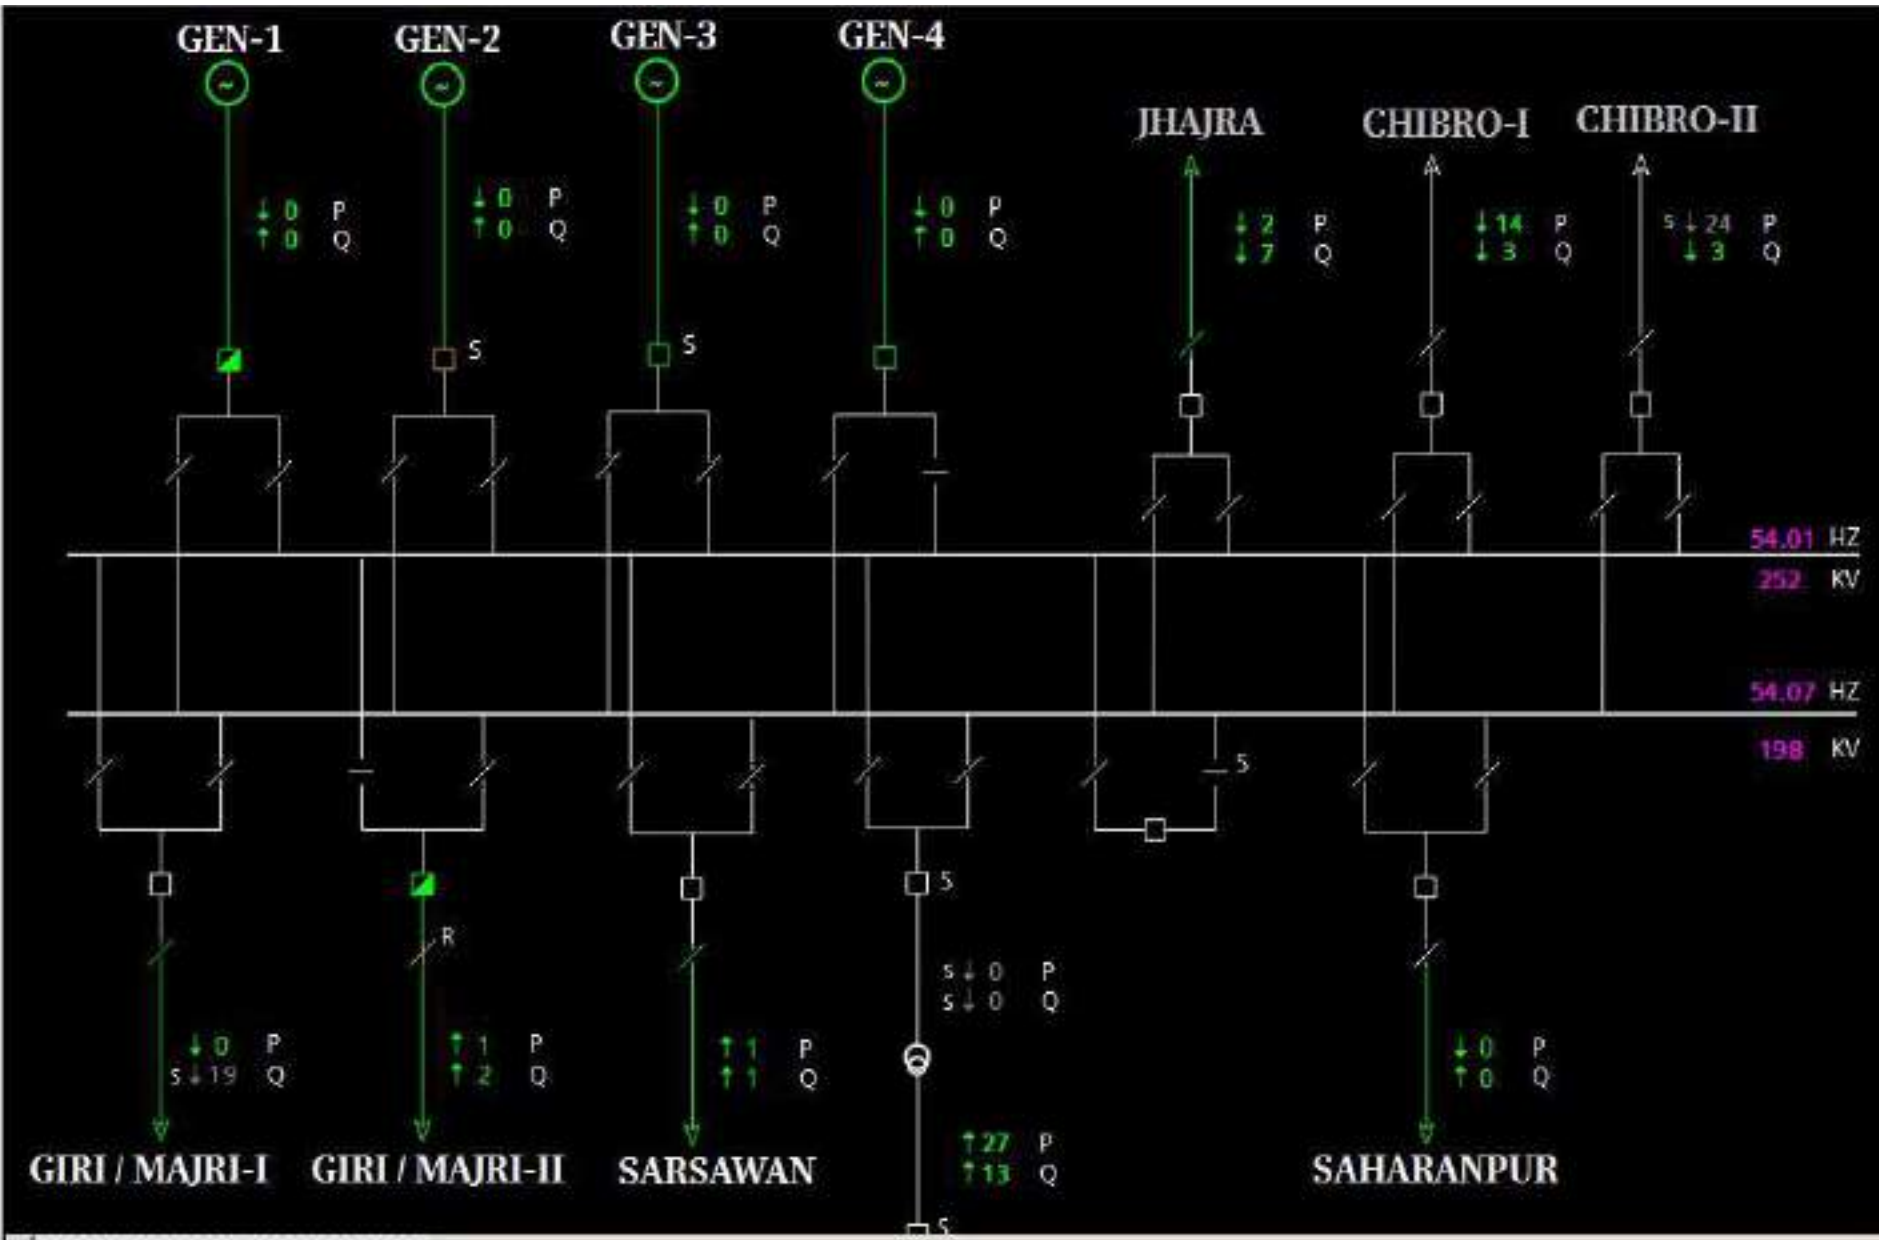 GEN-1 GEN-2 GEN-3 GEN-4
JHAJRA CHIBRO-I CHIBRO-II
↓ 0 P ↓ 0 P ↓ 0 P ↓ 0 P ↓ 2 P ↓ 14 P S ↓ 24 P
↑ 0 Q ↑ 0 Q ↑ 0 Q ↑ 0 Q ↓ 7 Q ↓ 3 Q ↓ 3 Q
S S
54.01 HZ
252 KV
54.07 HZ
198 KV
S
S
R
S ↓ 0 P
S ↓ 0 Q
↓ 0 P ↑ 1 P ↑ 1 P ↓ 0 P
S ↓ 19 Q ↑ 2 Q ↑ 1 Q ↑ 0 Q
↑ 27 P
↑ 13 Q
GIRI / MAJRI-I GIRI / MAJRI-II SARSAWAN SAHARANPUR
S